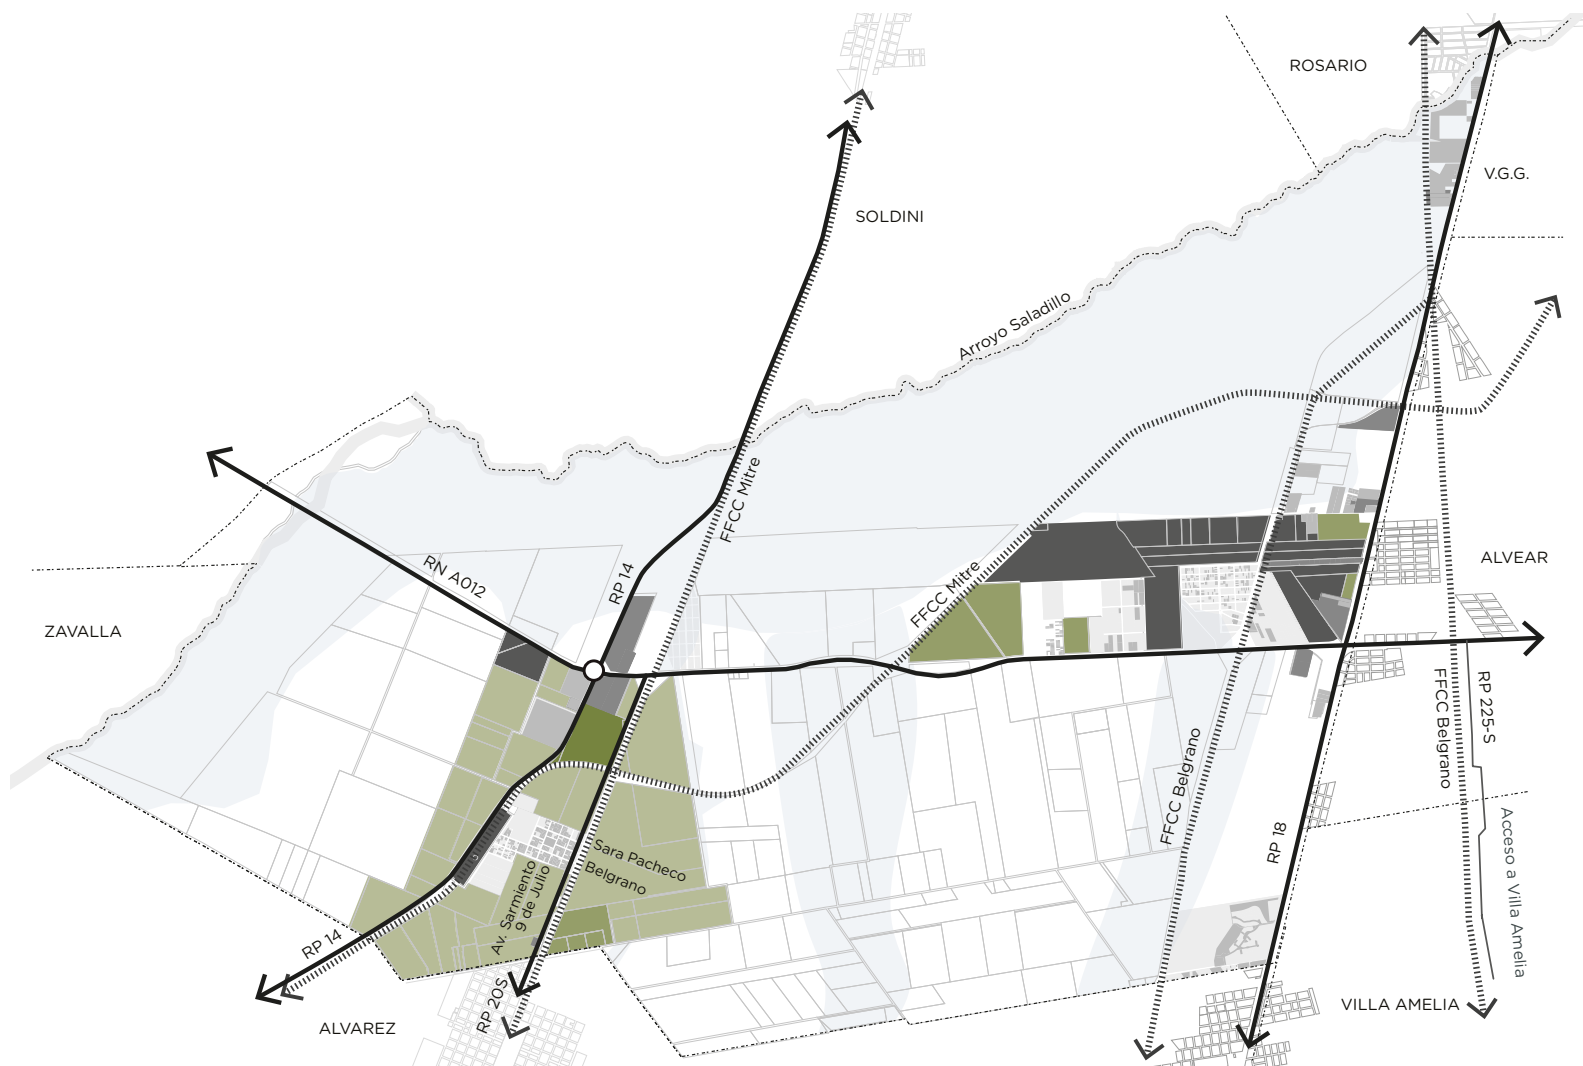 ROSARIO
V.G.G.
SOLDINI
Arroyo Saladillo
FFCC Mitre
RN A012
RP 14
FFCC Mitre
ALVEAR
ZAVALLA
RP 225-S
FFCC Belgrano
FFCC Belgrano
RP 18
Acceso a Villa Amelia
Sara Pacheco
Belgrano
Av. Sarmiento
9 de Julio
RP 14
RP 20S
ALVAREZ
VILLA AMELIA